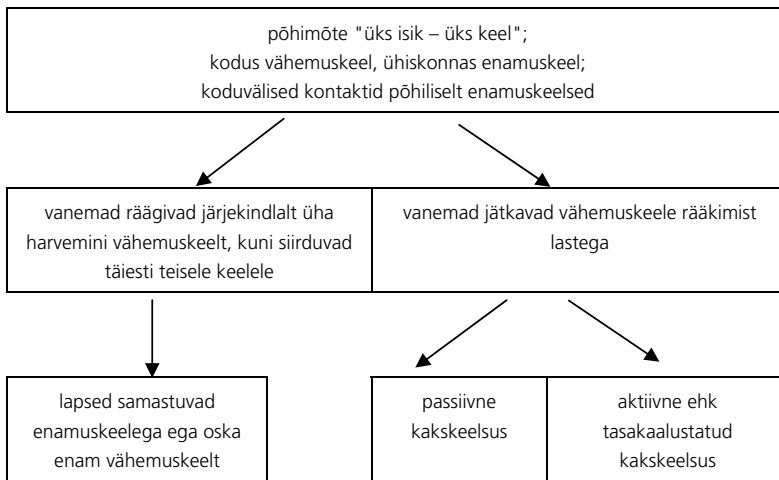 põhimõte "üks isik – üks keel";
kodus vähemuskeel, ühiskonnas enamuskeel;
koduvälised kontaktid põhiliselt enamuskeelsed
vanemad räägivad järjekindlalt üha
harvemini vähemuskeelt, kuni siirduvad
täiesti teisele keelele
vanemad jätkavad vähemuskeele rääkimist
lastega
lapsed samastuvad
enamuskeelega ega oska
enam vähemuskeelt
passiivne
kakskeelsus
aktiivne ehk
tasakaalustatud
kakskeelsus